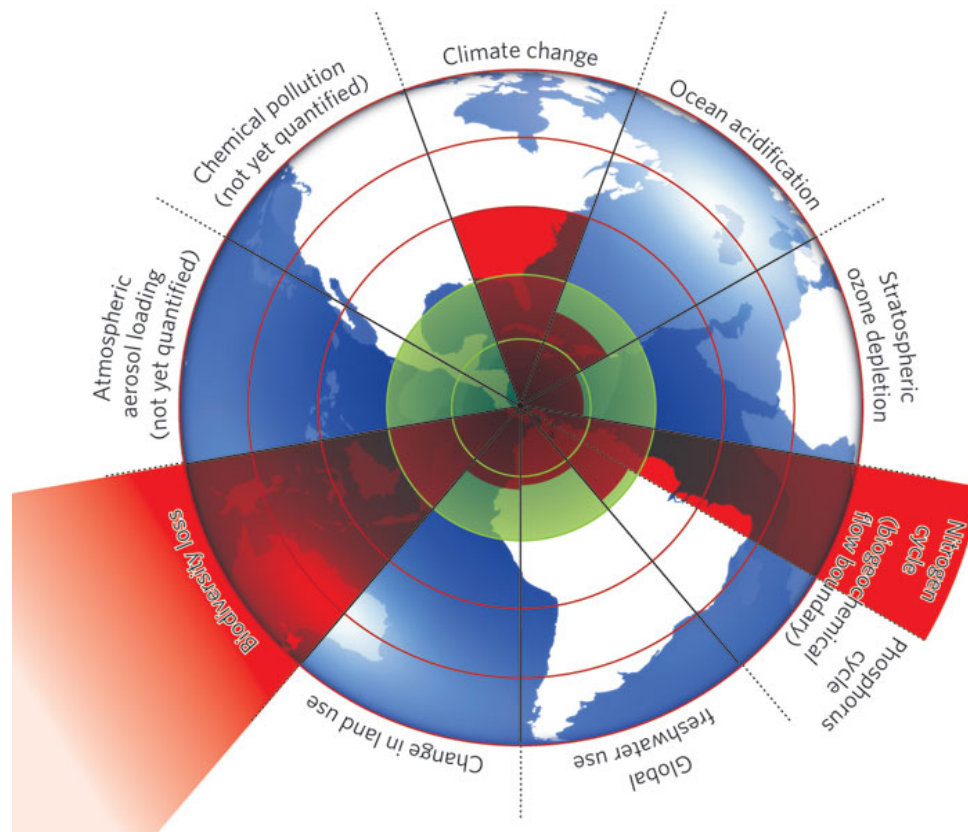 Climate change
Ocean acidification
Stratospheric
ozone depletion
Nitrogen
cycle
(biogeochemical
flow boundary)
Phosphorus
cycle
Global
freshwater use
Change in land use
Biodiversity loss
Atmospheric
aerosol loading
(not yet quantified)
Chemical pollution
(not yet quantified)